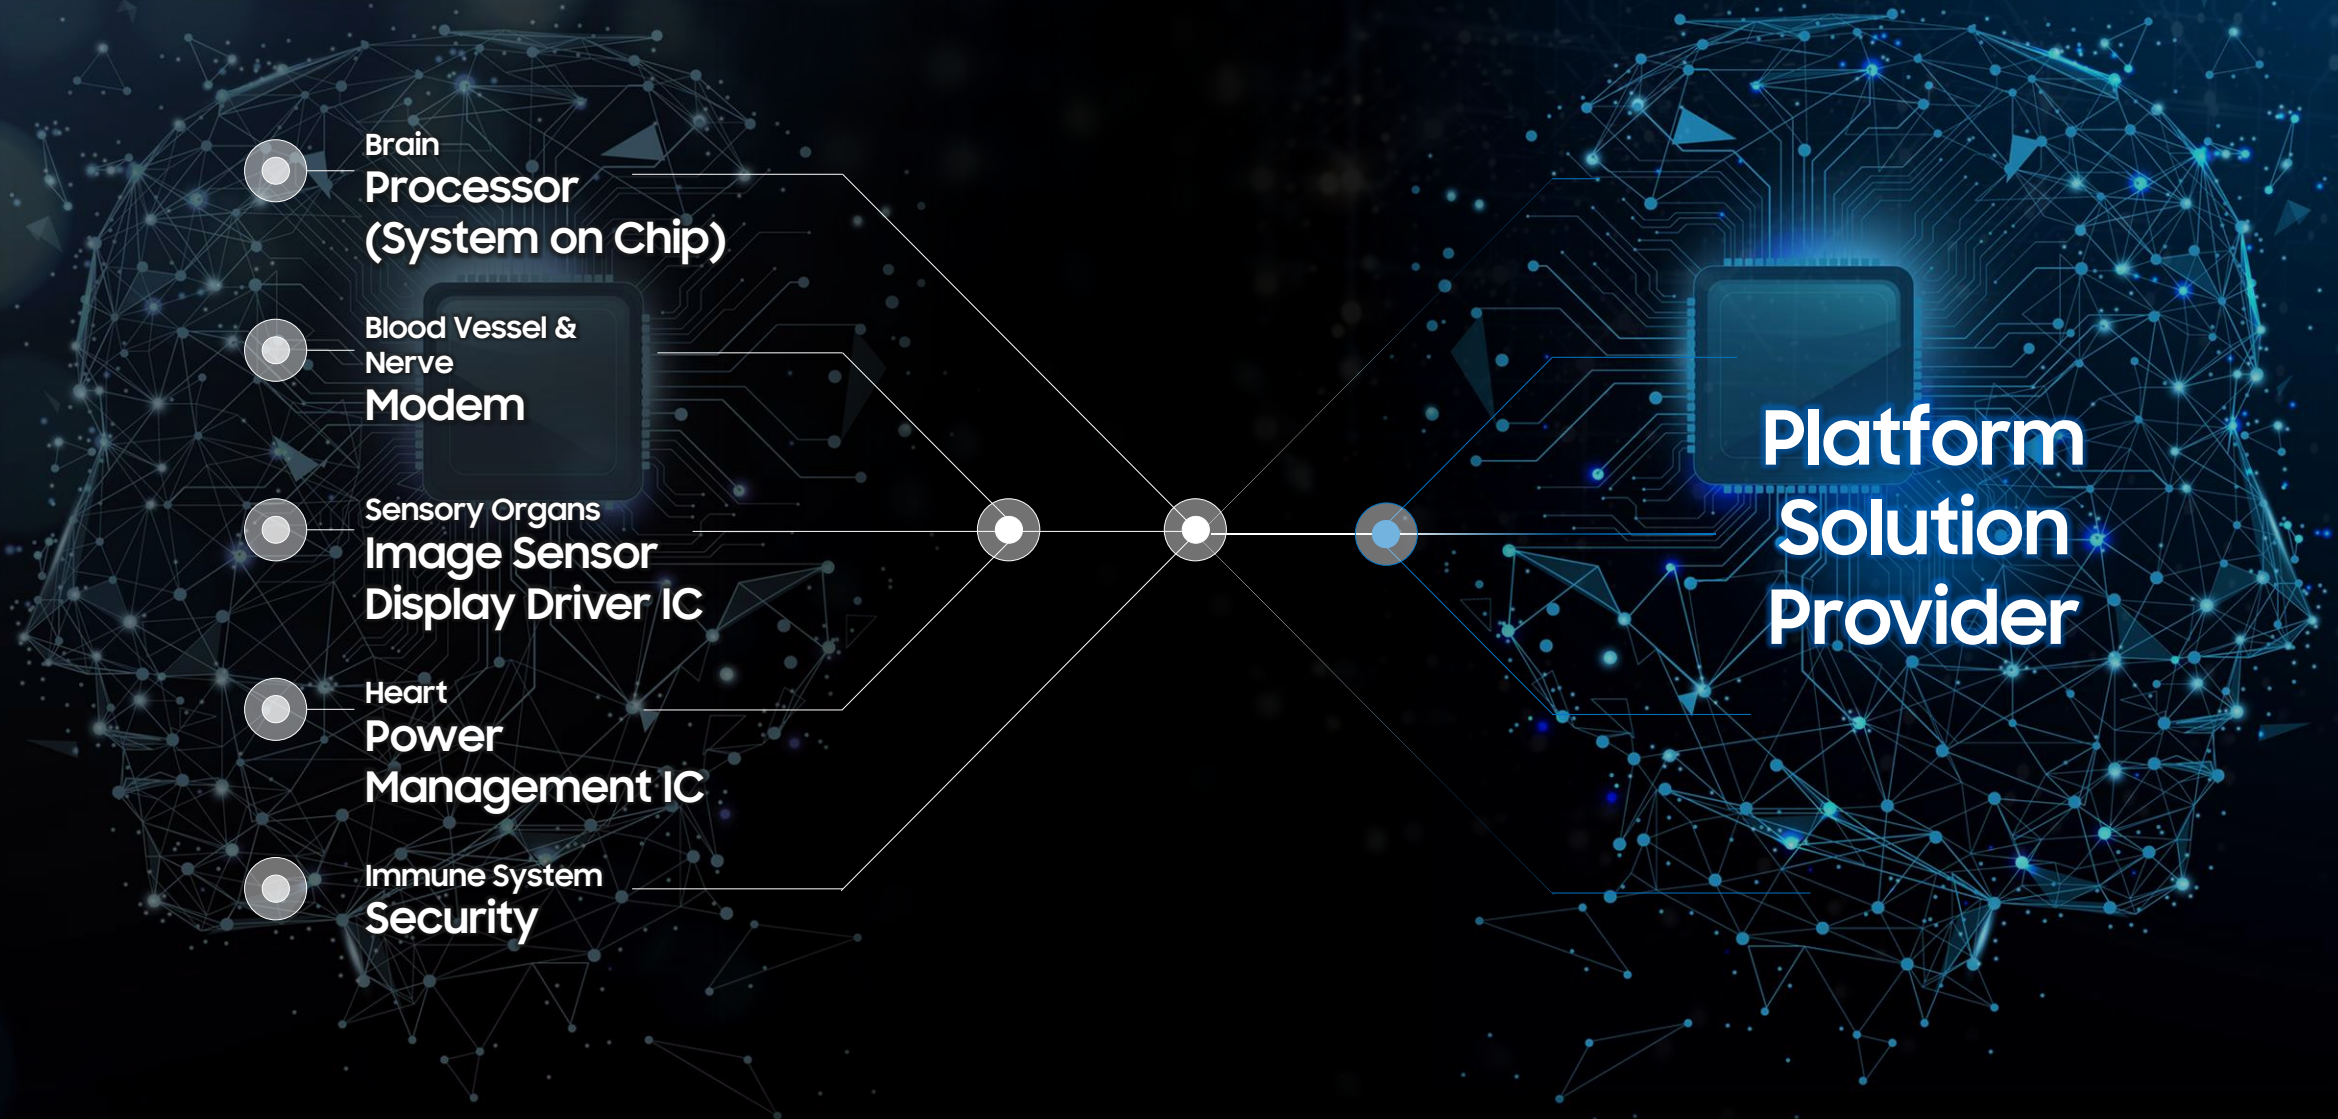 Brain
Processor
(System on Chip)
Blood Vessel &
Nerve
Modem
Sensory Organs
Image Sensor
Display Driver IC
Heart
Power
Management IC
Immune System
Security
Platform
Solution
Provider